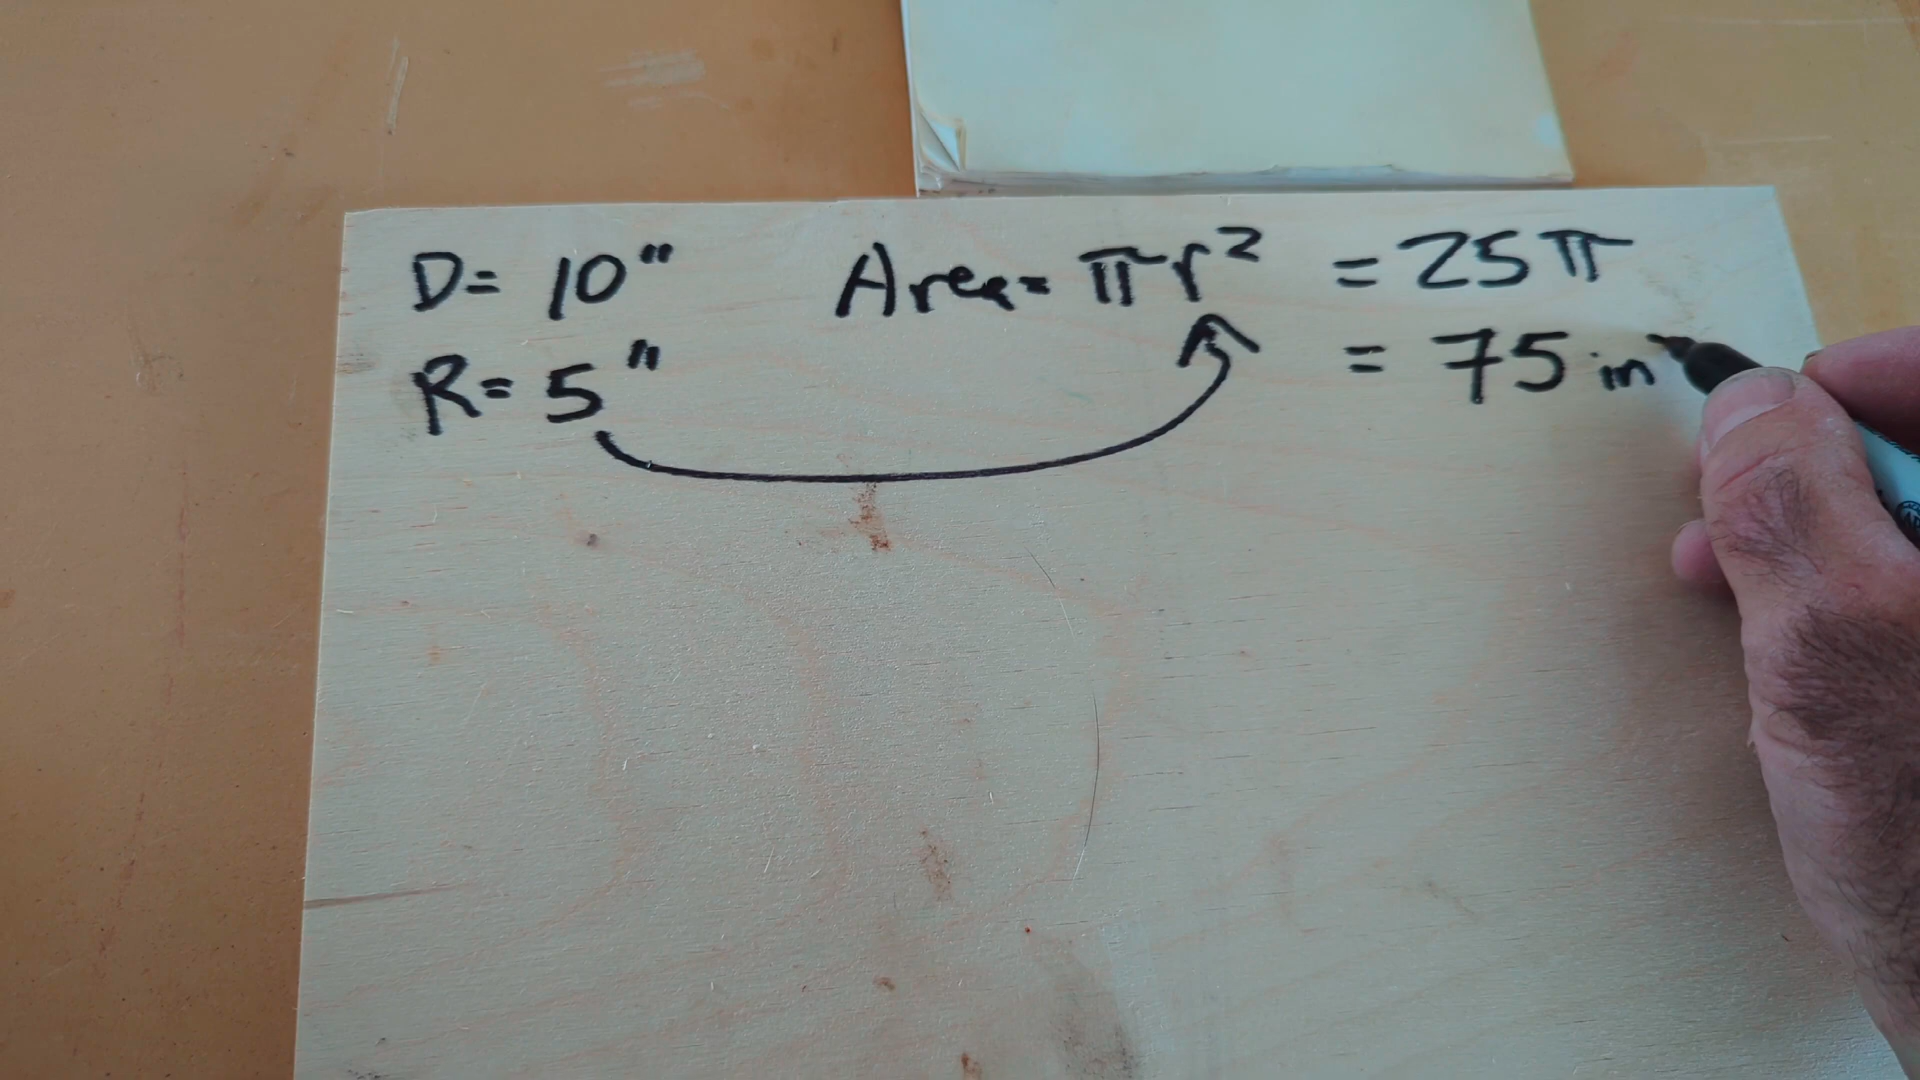 D= 10" Area= πr² = 25π
R= 5" = 75 in